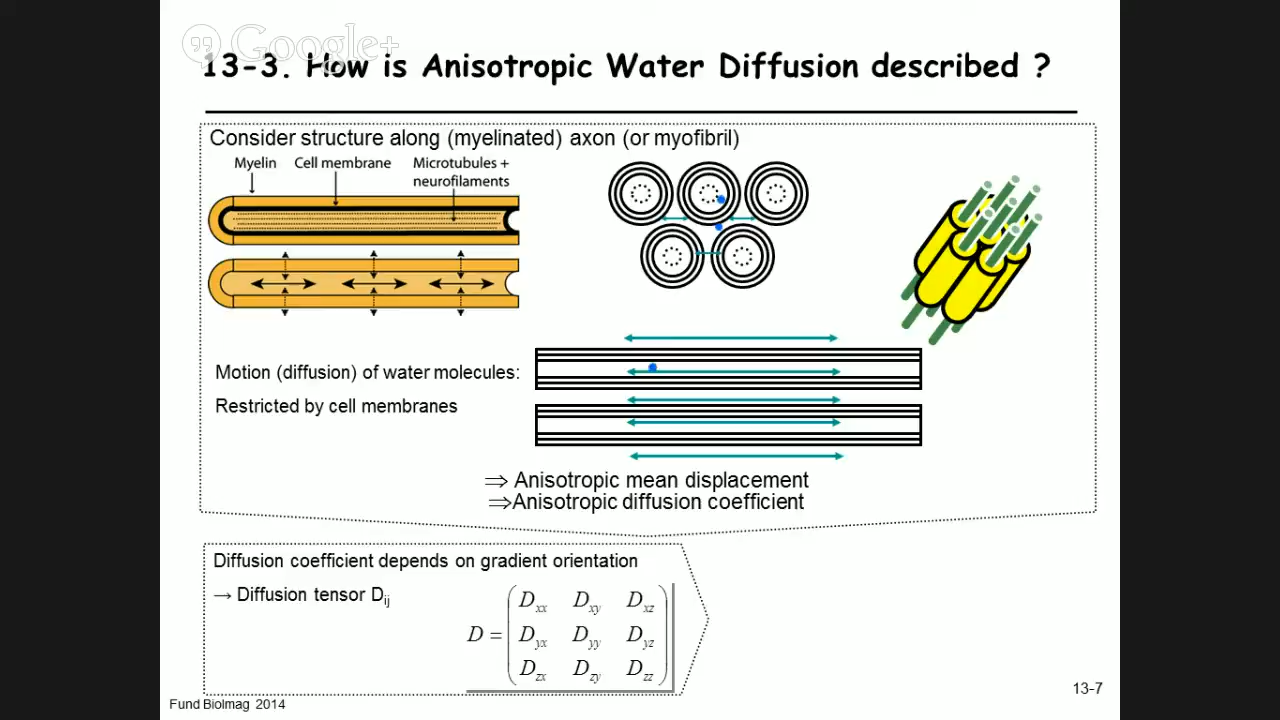 Google+
13-3. How is Anisotropic Water Diffusion described ?
Consider structure along (myelinated) axon (or myofibril)
Myelin Cell membrane Microtubules +
neurofilaments
Motion (diffusion) of water molecules:
Restricted by cell membranes
⇒ Anisotropic mean displacement
⇒Anisotropic diffusion coefficient
Diffusion coefficient depends on gradient orientation
→ Diffusion tensor Dij
D = ( Dxx Dxy Dxz
Dyx Dyy Dyz
Dzx Dzy Dzz )
13-7
Fund BioImag 2014